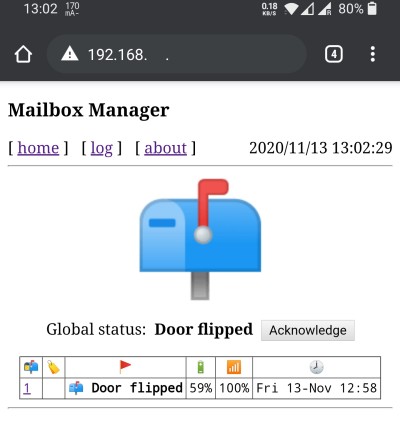 13:02 170 mA~ 0.18 KB/S R 80%
192.168. .
4
Mailbox Manager
[ home ] [ log ] [ about ] 2020/11/13 13:02:29
Global status: Door flipped Acknowledge
1 Door flipped 59% 100% Fri 13-Nov 12:58